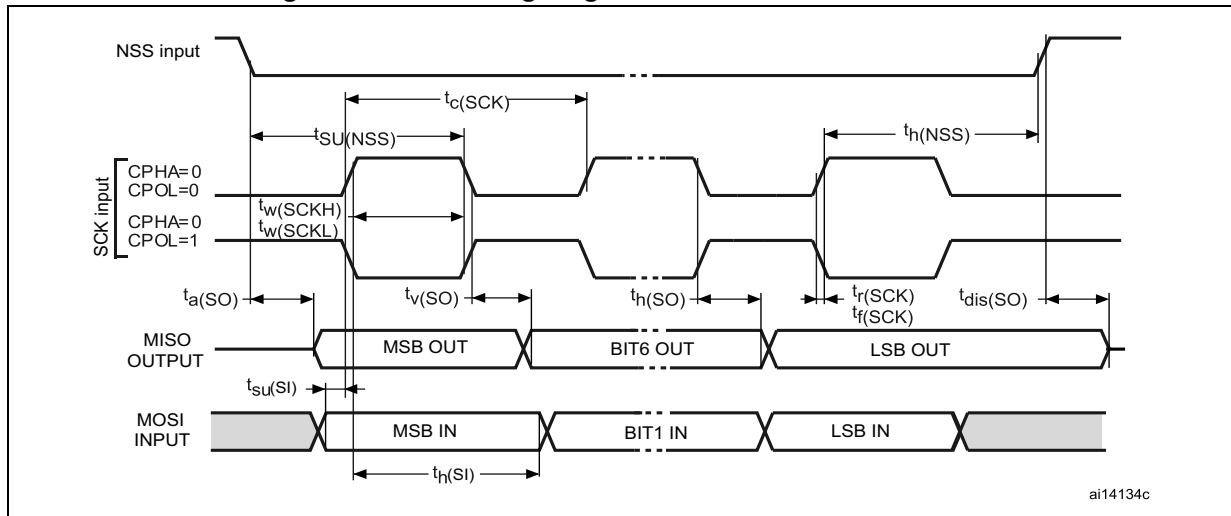 NSS input
tc(SCK)
tSU(NSS)
th(NSS)
SCK input
CPHA=0
CPOL=0
CPHA=0
CPOL=1
tw(SCKH)
tw(SCKL)
ta(SO)
tv(SO)
th(SO)
tr(SCK)
tf(SCK)
tdis(SO)
MISO
OUTPUT
MSB OUT
BIT6 OUT
LSB OUT
tsu(SI)
MOSI
INPUT
MSB IN
BIT1 IN
LSB IN
th(SI)
ai14134c